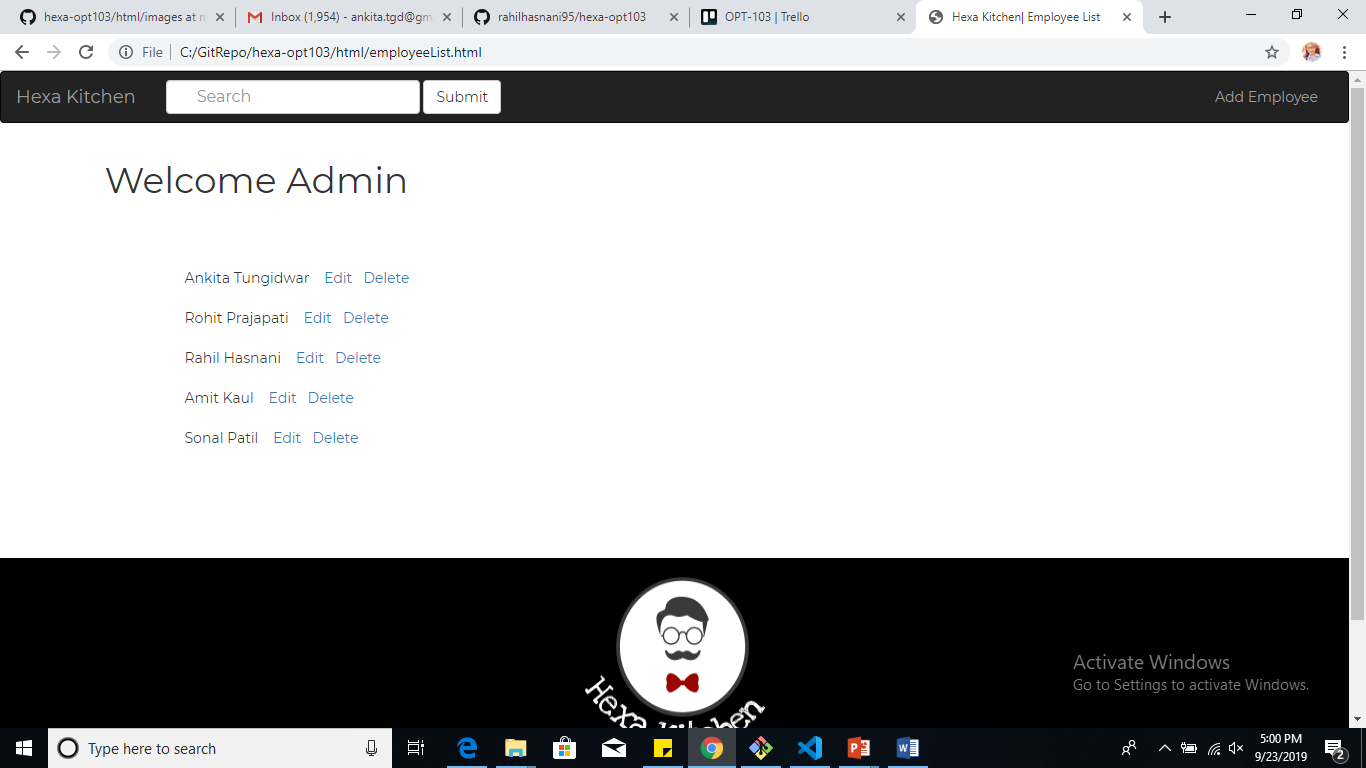 hexa-opt103/html/images at m
Inbox (1,954) - ankita.tgd@gm
rahilhasnani95/hexa-opt103
OPT-103 | Trello
Hexa Kitchen| Employee List
File C:/GitRepo/hexa-opt103/html/employeeList.html
Hexa Kitchen Search Submit Add Employee
Welcome Admin
Ankita Tungidwar Edit Delete
Rohit Prajapati Edit Delete
Rahil Hasnani Edit Delete
Amit Kaul Edit Delete
Sonal Patil Edit Delete
Hexa Kitchen
Activate Windows
Go to Settings to activate Windows.
Type here to search
5:00 PM
9/23/2019
2